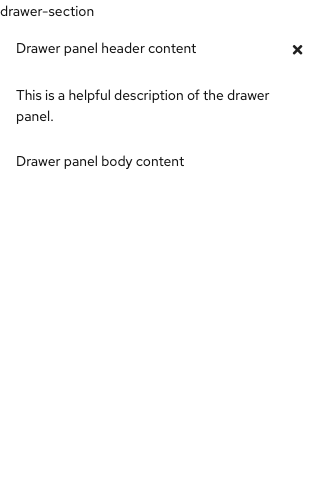 drawer-section
Drawer panel header content
This is a helpful description of the drawer
panel.
Drawer panel body content